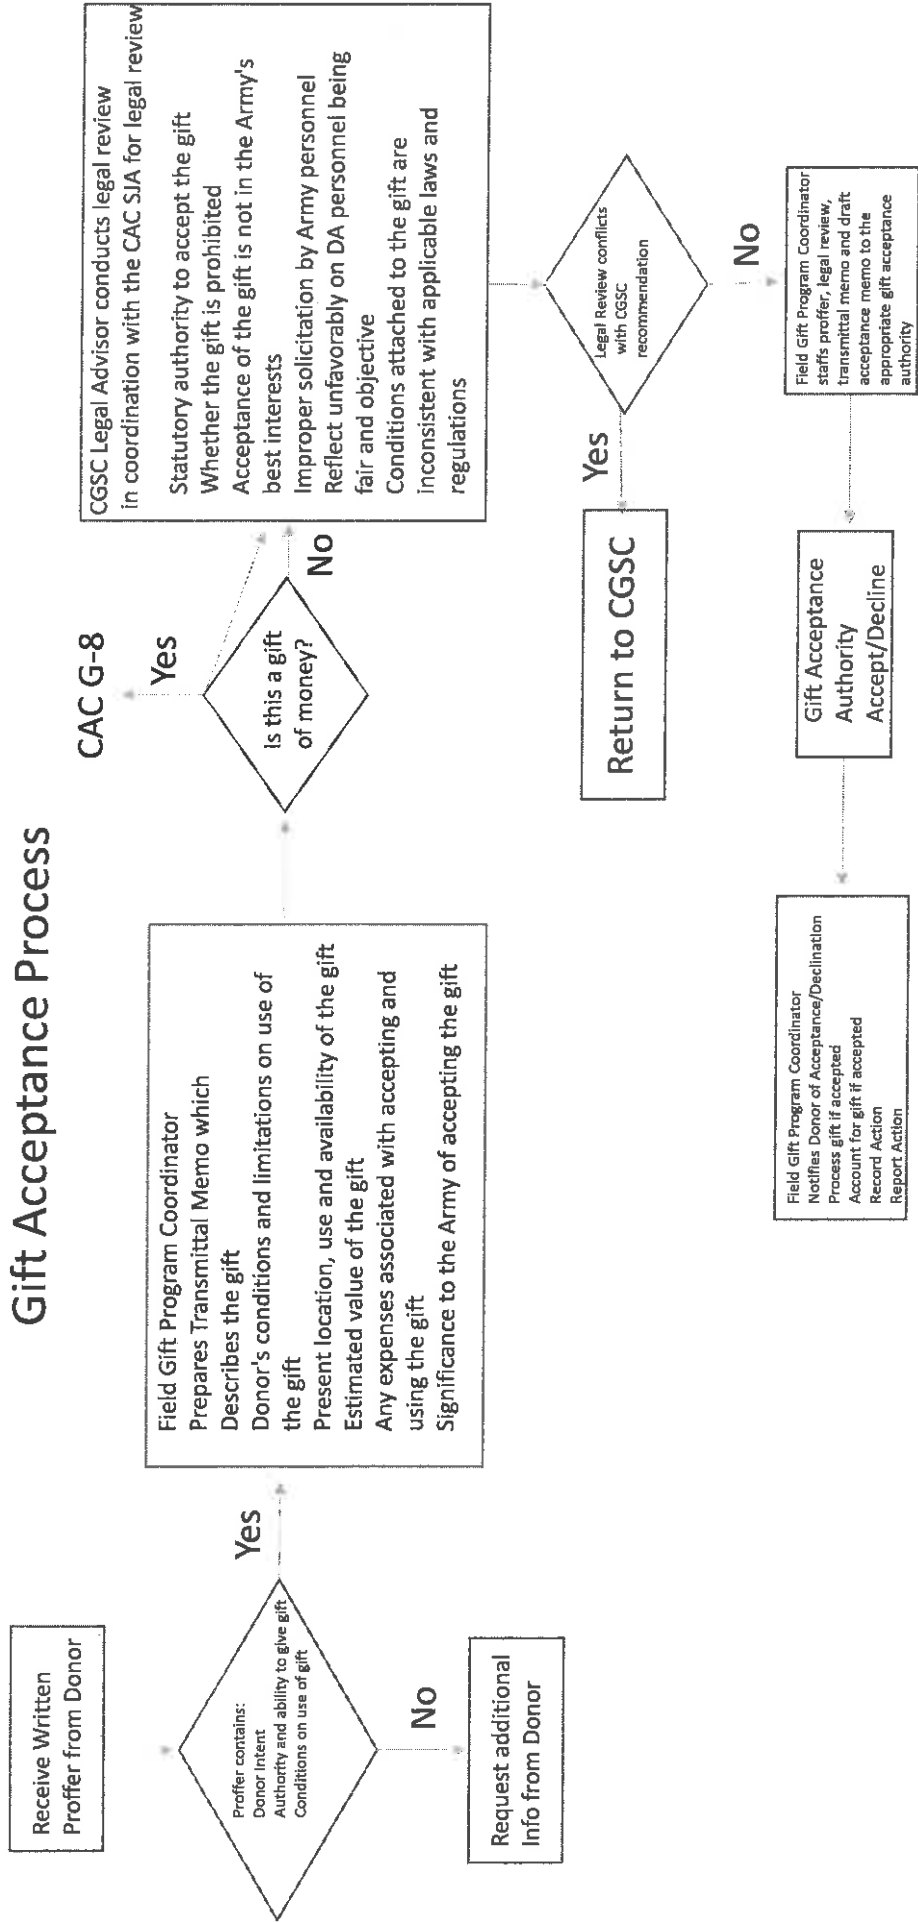 Gift Acceptance Process
Receive Written
Proffer from Donor
Proffer contains:
Donor Intent
Authority and ability to give gift
Conditions on use of gift
Yes
No
Request additional
Info from Donor
Field Gift Program Coordinator
Prepares Transmittal Memo which
Describes the gift
Donor's conditions and limitations on use of
the gift
Present location, use and availability of the gift
Estimated value of the gift
Any expenses associated with accepting and
using the gift
Significance to the Army of accepting the gift
Is this a gift
of money?
CAC G-8
Yes
No
CGSC Legal Advisor conducts legal review
in coordination with the CAC SJA for legal review
Statutory authority to accept the gift
Whether the gift is prohibited
Acceptance of the gift is not in the Army's
best interests
Improper solicitation by Army personnel
Reflect unfavorably on DA personnel being
fair and objective
Conditions attached to the gift are
inconsistent with applicable laws and
regulations
Legal Review conflicts
with CGSC
recommendation
Yes
Return to CGSC
No
Field Gift Program Coordinator
staffs proffer, legal review,
transmittal memo and draft
acceptance memo to the
appropriate gift acceptance
authority
Gift Acceptance
Authority
Accept/Decline
Field Gift Program Coordinator
Notifies Donor of Acceptance/Declination
Process gift if accepted
Account for gift if accepted
Record Action
Report Action